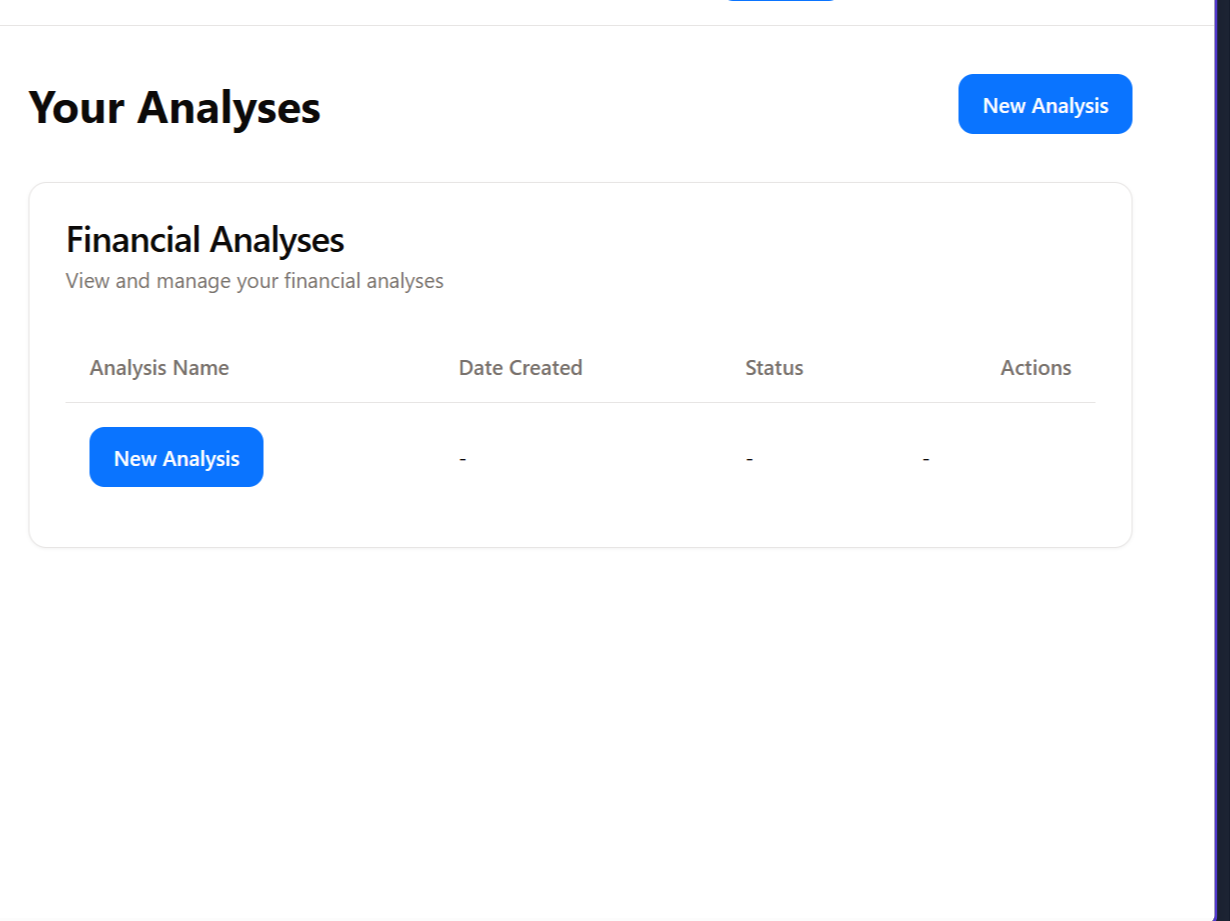 Your Analyses
New Analysis
Financial Analyses
View and manage your financial analyses
Analysis Name Date Created Status Actions
New Analysis - - -